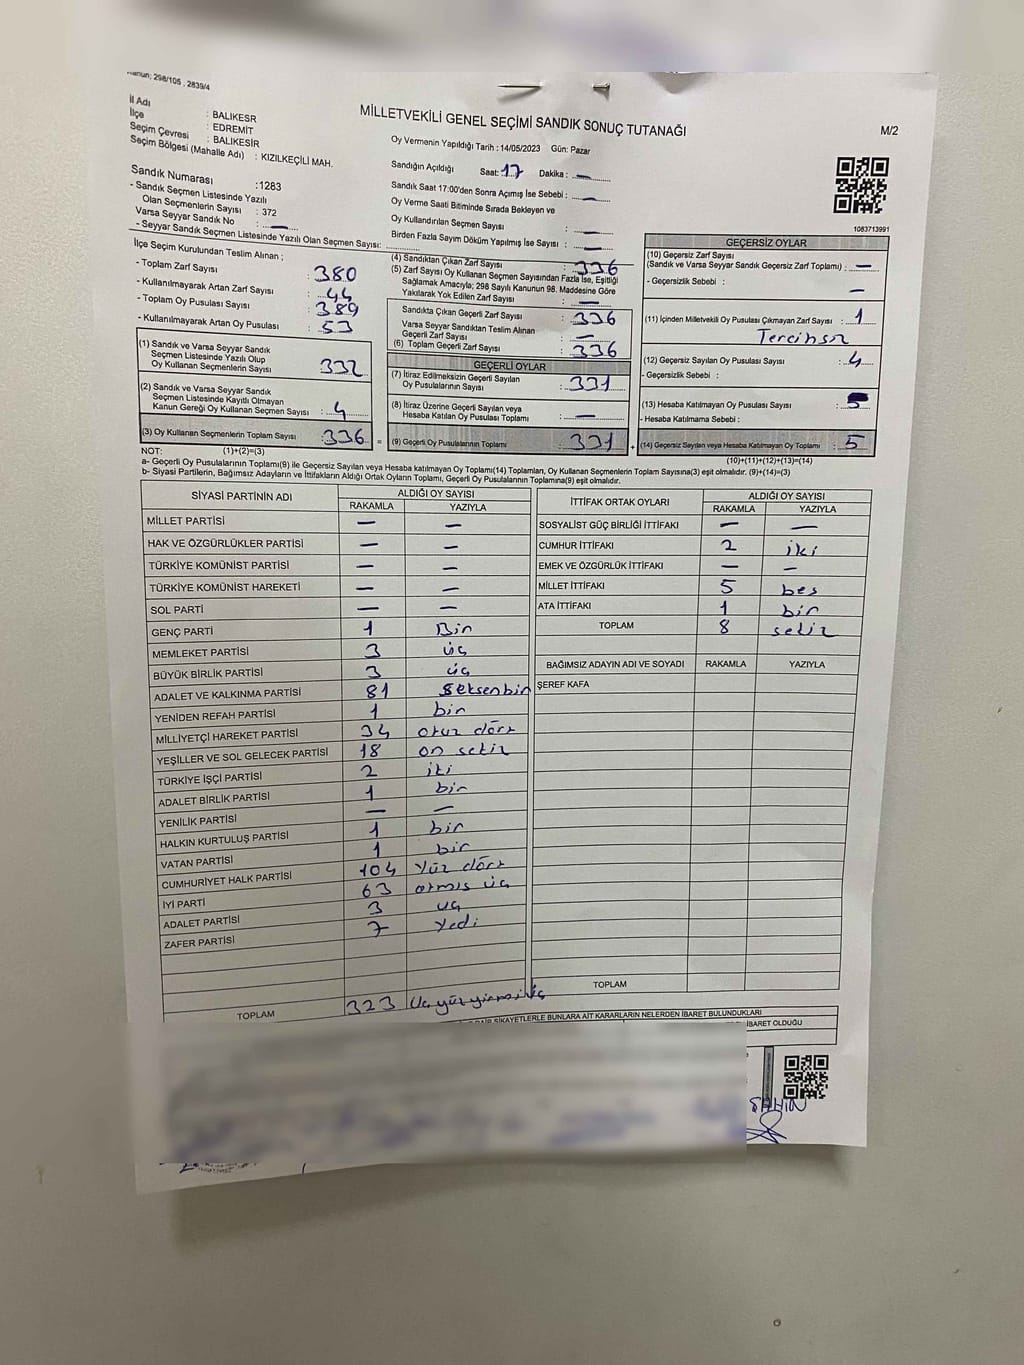 Kanun; 298/105 , 2839/4
İl Adı : BALIKESR
İlçe : EDREMİT
Seçim Çevresi : BALIKESİR
Seçim Bölgesi (Mahalle Adı) : KIZILKEÇİLİ MAH.
MİLLETVEKİLİ GENEL SEÇİMİ SANDIK SONUÇ TUTANAĞI
M/2
Oy Vermenin Yapıldığı Tarih : 14/05/2023 Gün: Pazar
Sandığın Açıldığı Saat: 17 Dakika : —
Sandık Saat 17:00'den Sonra Açımış İse Sebebi : —
Oy Verme Saati Bitiminde Sırada Bekleyen ve
Oy Kullandırılan Seçmen Sayısı : —
Birden Fazla Sayım Döküm Yapılmış İse Sayısı : —
1083713991
Sandık Numarası :1283
- Sandık Seçmen Listesinde Yazılı
Olan Seçmenlerin Sayısı : 372
Varsa Seyyar Sandık No : —
- Seyyar Sandık Seçmen Listesinde Yazılı Olan Seçmen Sayısı:
İlçe Seçim Kurulundan Teslim Alınan ;
- Toplam Zarf Sayısı : 380
- Kullanılmayarak Artan Zarf Sayısı : 44
- Toplam Oy Pusulası Sayısı : 389
- Kullanılmayarak Artan Oy Pusulası : 53
(1) Sandık ve Varsa Seyyar Sandık
Seçmen Listesinde Yazılı Olup
Oy Kullanan Seçmenlerin Sayısı : 332
(2) Sandık ve Varsa Seyyar Sandık
Seçmen Listesinde Kayıtlı Olmayan
Kanun Gereği Oy Kullanan Seçmen Sayısı : 4
(3) Oy Kullanan Seçmenlerin Toplam Sayısı : 336 =
(4) Sandıktan Çıkan Zarf Sayısı : 336
(5) Zarf Sayısı Oy Kullanan Seçmen Sayısından Fazla İse, Eşitliği
Sağlamak Amacıyla; 298 Sayılı Kanunun 98. Maddesine Göre
Yakılarak Yok Edilen Zarf Sayısı : —
Sandıkta Çıkan Geçerli Zarf Sayısı : 336
Varsa Seyyar Sandıktan Teslim Alınan
Geçerli Zarf Sayısı : —
(6) Toplam Geçerli Zarf Sayısı : 336
GEÇERLİ OYLAR
(7) İtiraz Edilmeksizin Geçerli Sayılan
Oy Pusulalarının Sayısı : 331
(8) İtiraz Üzerine Geçerli Sayılan veya
Hesaba Katılan Oy Pusulası Toplamı : —
(9) Geçerli Oy Pusulalarının Toplamı : 331 +
GEÇERSİZ OYLAR
(10) Geçersiz Zarf Sayısı
(Sandık ve Varsa Seyyar Sandık Geçersiz Zarf Toplamı) : —
- Geçersizlik Sebebi : —
(11) İçinden Milletvekili Oy Pusulası Çıkmayan Zarf Sayısı : 1
Tercihsiz
(12) Geçersiz Sayılan Oy Pusulası Sayısı : 4
- Geçersizlik Sebebi :
(13) Hesaba Katılmayan Oy Pusulası Sayısı :
- Hesaba Katılmama Sebebi :
(14) Geçersiz Sayılan veya Hesaba Katılmayan Oy Toplamı : 5
NOT: (1)+(2)=(3) (10)+(11)+(12)+(13)=(14)
a- Geçerli Oy Pusulalarının Toplamı(9) ile Geçersiz Sayılan veya Hesaba katılmayan Oy Toplamı(14) Toplamları, Oy Kullanan Seçmenlerin Toplam Sayısına(3) eşit olmalıdır. (9)+(14)=(3)
b- Siyasi Partilerin, Bağımsız Adayların ve İttifakların Aldığı Ortak Oyların Toplamı, Geçerli Oy Pusulalarının Toplamına(9) eşit olmalıdır.
SİYASİ PARTİNİN ADI ALDIĞI OY SAYISI
RAKAMLA YAZIYLA
MİLLET PARTİSİ — —
HAK VE ÖZGÜRLÜKLER PARTİSİ — —
TÜRKİYE KOMÜNİST PARTİSİ — —
TÜRKİYE KOMÜNİST HAREKETİ — —
SOL PARTİ — —
GENÇ PARTİ 1 Bir
MEMLEKET PARTİSİ 3 üç
BÜYÜK BİRLİK PARTİSİ 3 üç
ADALET VE KALKINMA PARTİSİ 81 Seksenbir
YENİDEN REFAH PARTİSİ 1 bir
MİLLİYETÇİ HAREKET PARTİSİ 34 otuz dört
YEŞİLLER VE SOL GELECEK PARTİSİ 18 on sekiz
TÜRKİYE İŞÇİ PARTİSİ 2 iki
ADALET BİRLİK PARTİSİ 1 bir
YENİLİK PARTİSİ — —
HALKIN KURTULUŞ PARTİSİ 1 bir
VATAN PARTİSİ 1 bir
CUMHURİYET HALK PARTİSİ 104 Yüz dört
İYİ PARTİ 63 atmış üç
ADALET PARTİSİ 3 üç
ZAFER PARTİSİ 7 Yedi
TOPLAM 323 Üç yüz yirmi üç
İTTİFAK ORTAK OYLARI ALDIĞI OY SAYISI
RAKAMLA YAZIYLA
SOSYALİST GÜÇ BİRLİĞİ İTTİFAKI — —
CUMHUR İTTİFAKI 2 iki
EMEK VE ÖZGÜRLÜK İTTİFAKI — —
MİLLET İTTİFAKI 5 beş
ATA İTTİFAKI 1 bir
TOPLAM 8 sekiz
BAĞIMSIZ ADAYIN ADI VE SOYADI RAKAMLA YAZIYLA
ŞEREF KAFA
TOPLAM
ŞİKAYETLERLE BUNLARA AİT KARARLARIN NELERDEN İBARET BULUNDUKLARI
İBARET OLDUĞU
ŞAHİN